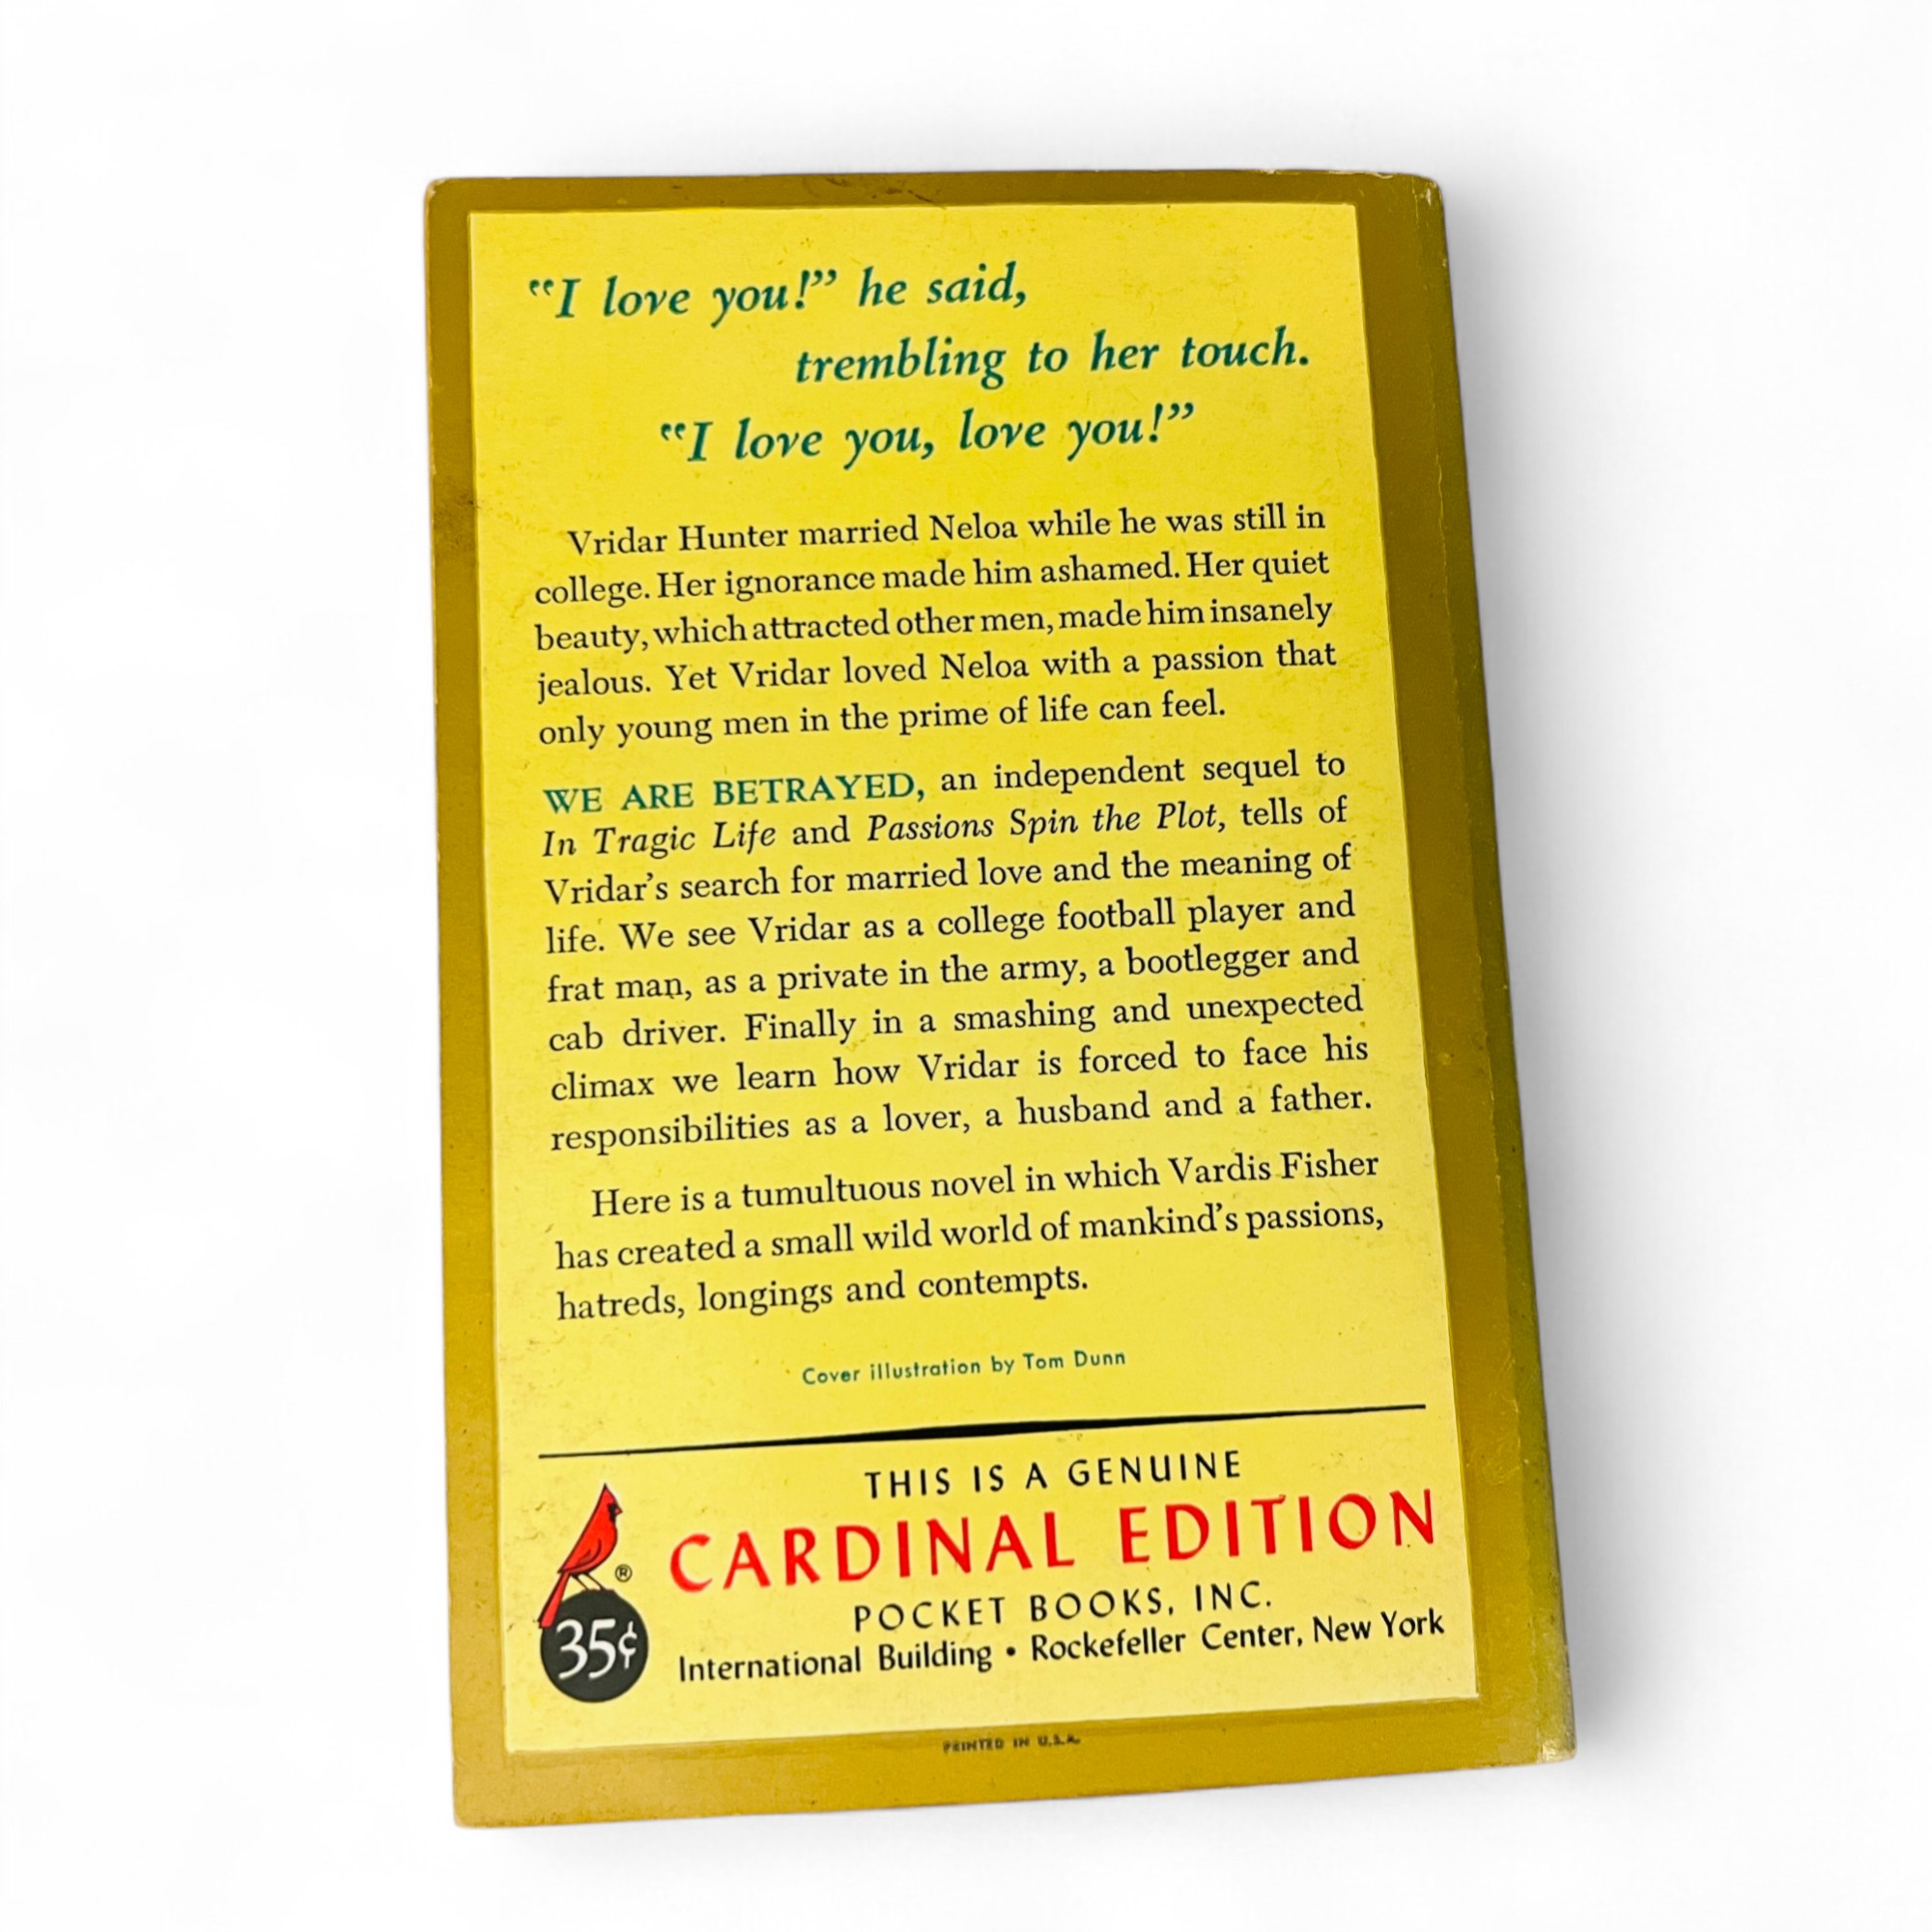 “I love you!” he said,
trembling to her touch.
“I love you, love you!”
Vridar Hunter married Neloa while he was still in
college. Her ignorance made him ashamed. Her quiet
beauty, which attracted other men, made him insanely
jealous. Yet Vridar loved Neloa with a passion that
only young men in the prime of life can feel.
WE ARE BETRAYED, an independent sequel to
In Tragic Life and Passions Spin the Plot, tells of
Vridar’s search for married love and the meaning of
life. We see Vridar as a college football player and
frat man, as a private in the army, a bootlegger and
cab driver. Finally in a smashing and unexpected
climax we learn how Vridar is forced to face his
responsibilities as a lover, a husband and a father.
Here is a tumultuous novel in which Vardis Fisher
has created a small wild world of mankind’s passions,
hatreds, longings and contempts.
Cover illustration by Tom Dunn
THIS IS A GENUINE
CARDINAL EDITION
®
35¢
POCKET BOOKS, INC.
International Building • Rockefeller Center, New York
PRINTED IN U.S.A.